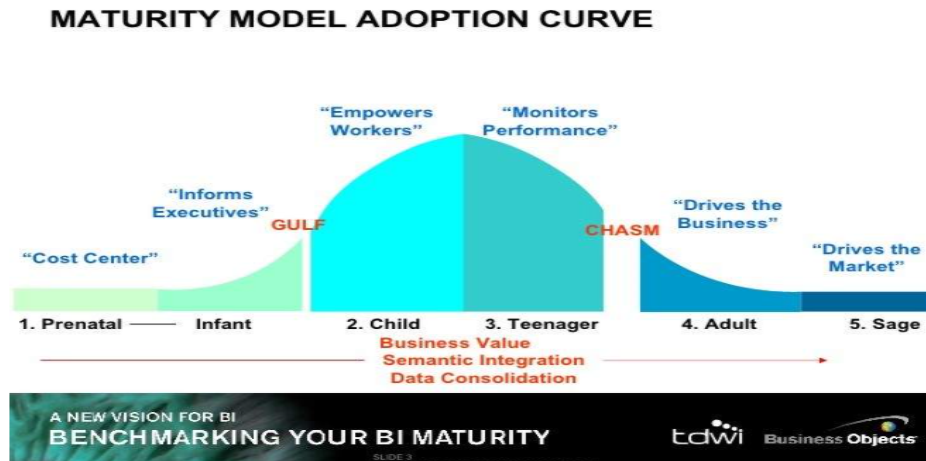 MATURITY MODEL ADOPTION CURVE
“Empowers
Workers”
“Monitors
Performance”
“Informs
Executives”
GULF
CHASM
“Drives the
Business”
“Cost Center”
“Drives the
Market”
1. Prenatal
Infant
2. Child
3. Teenager
4. Adult
5. Sage
Business Value
Semantic Integration
Data Consolidation
A NEW VISION FOR BI
BENCHMARKING YOUR BI MATURITY
SLIDE 3
tdwi
Business Objects